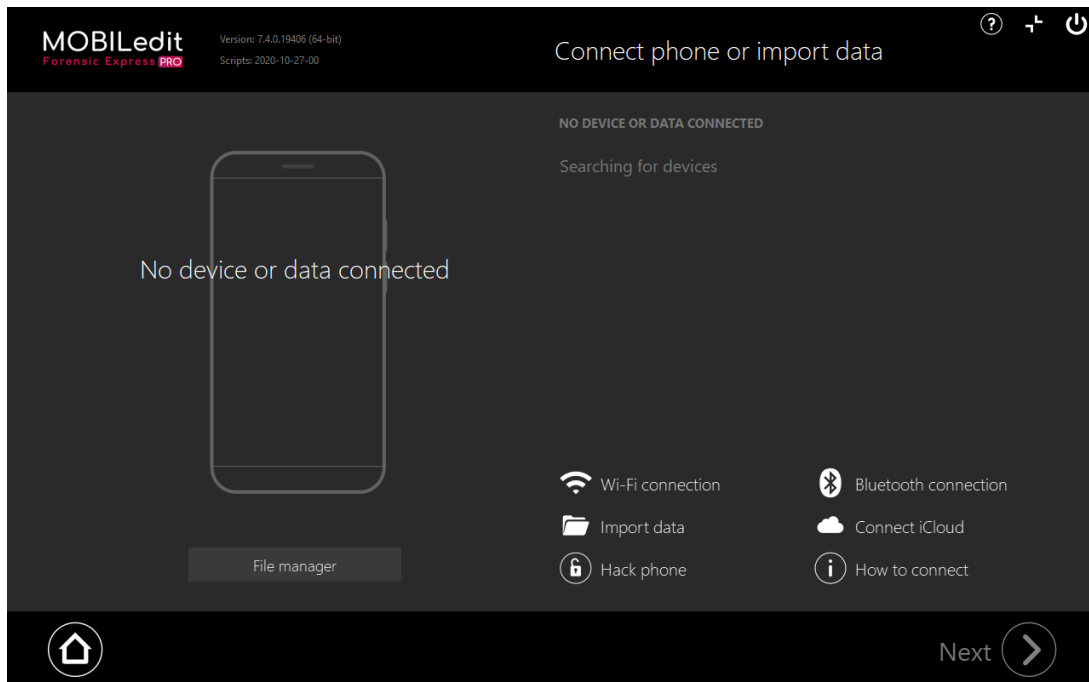 MOBILedit
Forensic Express PRO
Version: 7.4.0.19406 (64-bit)
Scripts: 2020-10-27-00
Connect phone or import data
?
No device or data connected
File manager
NO DEVICE OR DATA CONNECTED
Searching for devices
Wi-Fi connection
Bluetooth connection
Import data
Connect iCloud
Hack phone
i
How to connect
Next